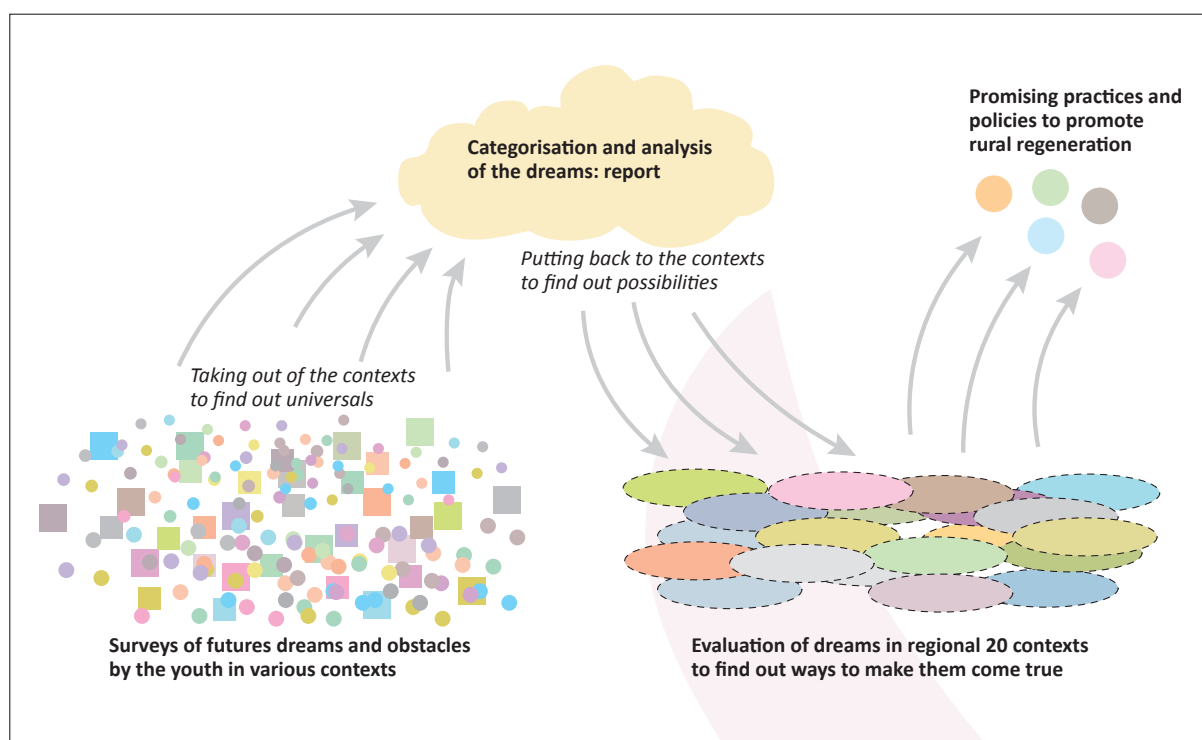 Categorisation and analysis
of the dreams: report
Promising practices and
policies to promote
rural regeneration
Putting back to the contexts
to find out possibilities
Taking out of the contexts
to find out universals
Surveys of futures dreams and obstacles
by the youth in various contexts
Evaluation of dreams in regional 20 contexts
to find out ways to make them come true